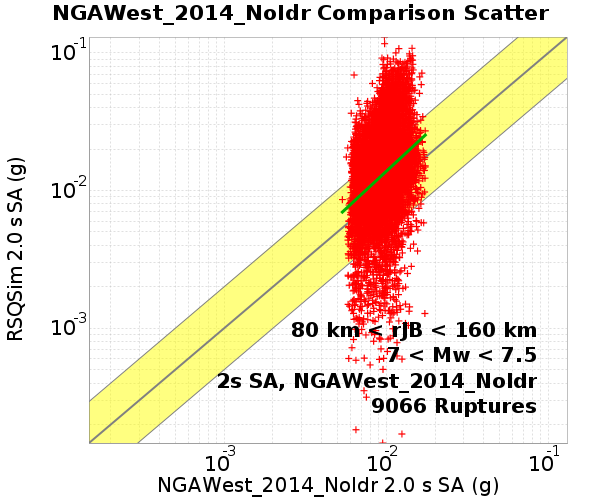 NGAWest_2014_NoIdr Comparison Scatter
10-1
10-2
10-3
RSQSim 2.0 s SA (g)
80 km < rJB < 160 km
7 < Mw < 7.5
2s SA, NGAWest_2014_NoIdr
9066 Ruptures
10-3 10-2 10-1
NGAWest_2014_NoIdr 2.0 s SA (g)